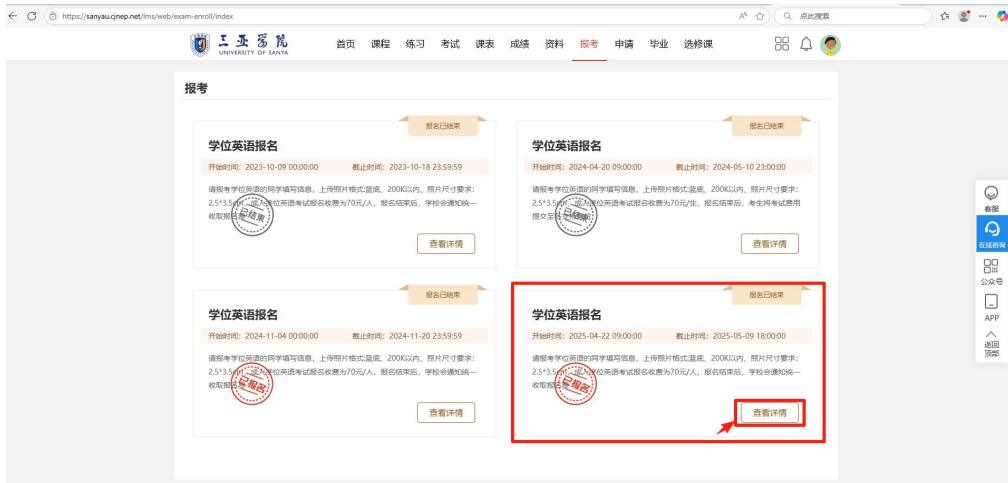 https://sanyau.cjnep.net/lms/web/exam-enroll/index
点此搜索
三亚学院
UNIVERSITY OF SANYA
首页 课程 练习 考试 课表 成绩 资料 报考 申请 毕业 选修课
报考
报名已结束
学位英语报名
开始时间：2023-10-09 00:00:00 截止时间：2023-10-18 23:59:59
请报考学位英语的同学填写信息，上传照片格式:蓝底、200K以内、照片尺寸要求：
2.5*3.5cm，成人学位英语考试报名收费为70元/人，报名结束后，学校会通知统一
收取报
已结束
查看详情
报名已结束
学位英语报名
开始时间：2024-04-20 09:00:00 截止时间：2024-05-10 23:00:00
请报考学位英语的同学填写信息，上传照片格式:蓝底、200K以内、照片尺寸要求：
2.5*3.5cm，成人学位英语考试报名收费为70元/生，报名结束后，考生将考试费用
提交至
已结束
查看详情
报名已结束
学位英语报名
开始时间：2024-11-04 00:00:00 截止时间：2024-11-20 23:59:59
请报考学位英语的同学填写信息，上传照片格式:蓝底、200K以内、照片尺寸要求：
2.5*3.5cm，成人学位英语考试报名收费为70元/人，报名结束后，学校会通知统一
收取报
已报名
查看详情
报名已结束
学位英语报名
开始时间：2025-04-22 09:00:00 截止时间：2025-05-09 18:00:00
请报考学位英语的同学填写信息，上传照片格式:蓝底、200K以内、照片尺寸要求：
2.5*3.5cm，成人学位英语考试报名收费为70元/人，报名结束后，学校会通知统一
收取报
已报名
查看详情
客服
在线咨询
公众号
APP
返回
顶部